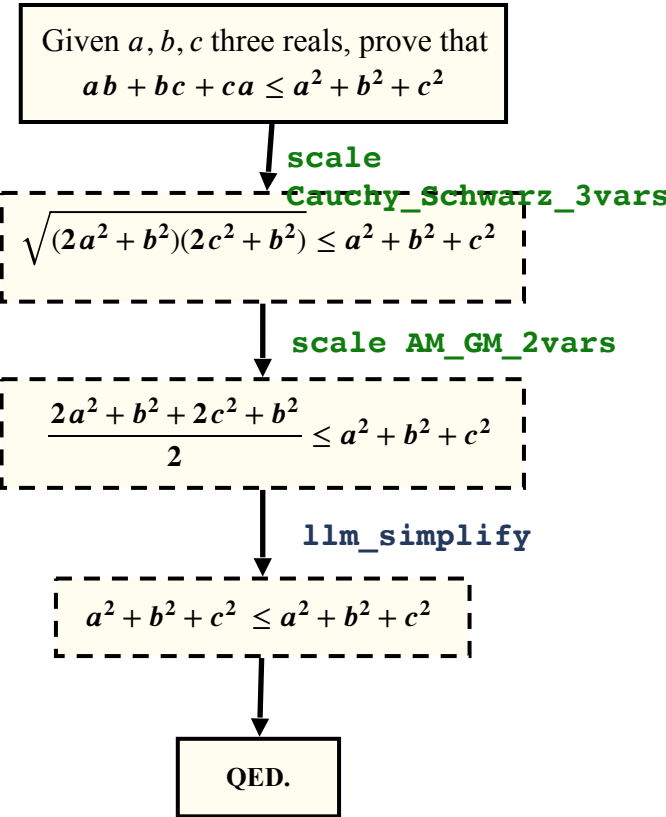 Given a, b, c three reals, prove that
ab + bc + ca ≤ a² + b² + c²
scale
Cauchy_Schwarz_3vars
√(2a² + b²)(2c² + b²) ≤ a² + b² + c²
scale AM_GM_2vars
2a² + b² + 2c² + b²
2
≤ a² + b² + c²
llm_simplify
a² + b² + c² ≤ a² + b² + c²
QED.